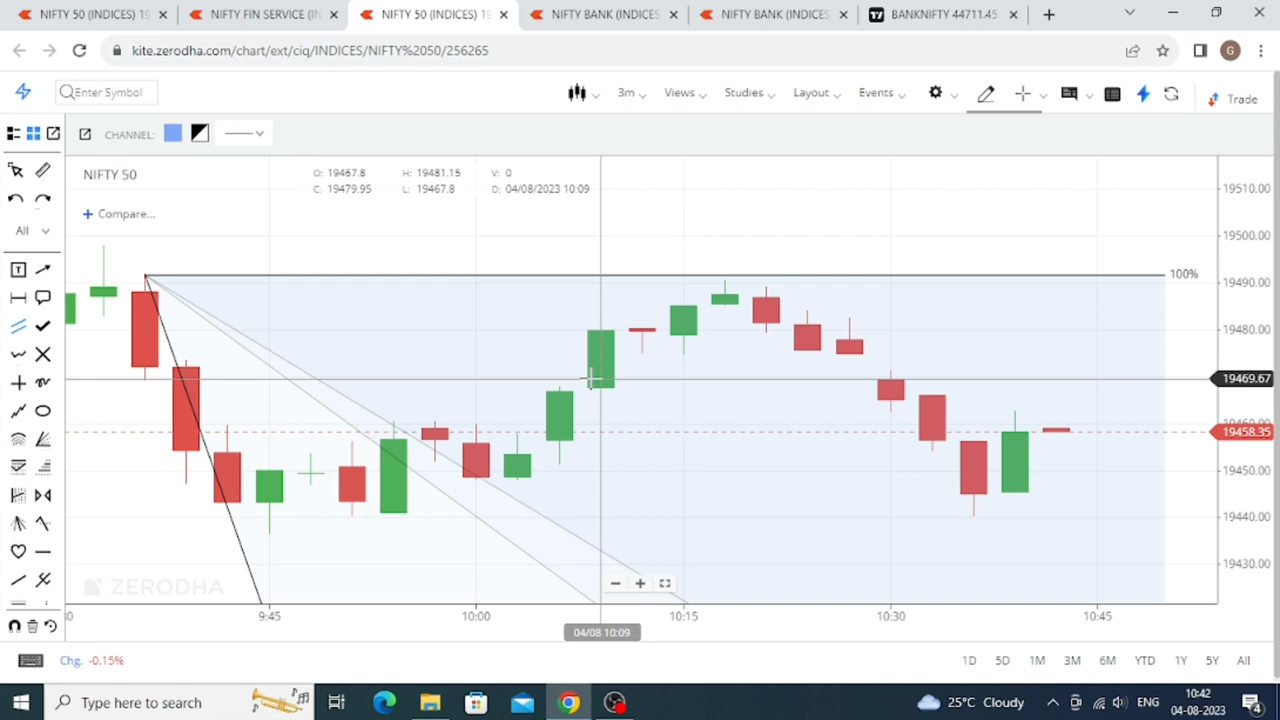 NIFTY 50 (INDICES) 19
NIFTY FIN SERVICE (IN
NIFTY 50 (INDICES) 19
NIFTY BANK (INDICES
NIFTY BANK (INDICES
BANKNIFTY 44711.45
kite.zerodha.com/chart/ext/ciq/INDICES/NIFTY%2050/256265
G
Enter Symbol
3m
Views
Studies
Layout
Events
Trade
CHANNEL:
NIFTY 50
O: 19467.8 H: 19481.15 V: 0
C: 19479.95 L: 19467.8 D: 04/08/2023 10:09
+ Compare...
All
T
19510.00
19500.00
100%
19490.00
19480.00
19469.67
19458.35
19450.00
19440.00
19430.00
ZERODHA
9:45
10:00
10:15
10:30
10:45
04/08 10:09
Chg. -0.15%
1D 5D 1M 3M 6M YTD 1Y 5Y All
Type here to search
25°C Cloudy
ENG
10:42
04-08-2023
4